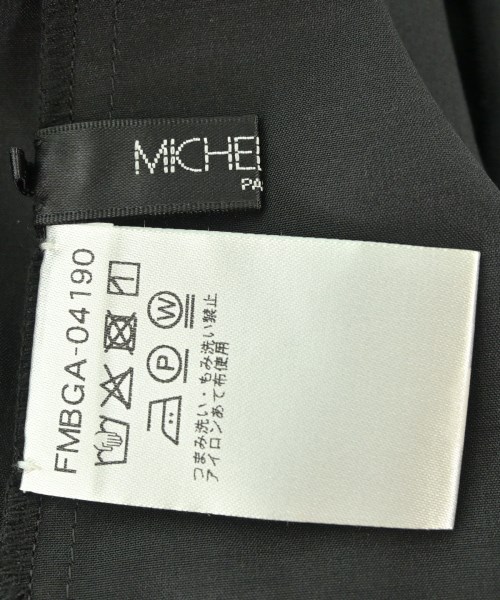 MICHEL
PA
FMBGA-04190
P W
つまみ洗い・もみ洗い禁止
アイロンあて布使用